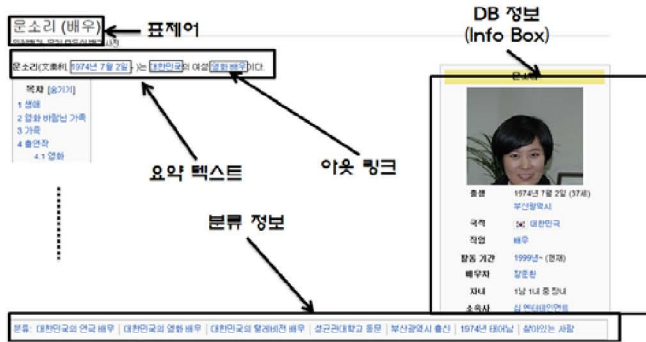 문소리 (배우)
표제어
DB 정보
(Info Box)
문소리(文素利, 1974년 7월 2일~ )는 대한민국의 여성 영화 배우이다.
목차 [숨기기]
1 생애
2 영화 바람난 가족
3 가족
4 출연작
4.1 영화
요약 텍스트
아웃 링크
분류 정보
문소리
출생 1974년 7월 2일 (37세)
부산광역시
국적 대한민국
직업 배우
활동 기간 1999년~ (현재)
배우자 장준환
자녀 1남 1녀 중 장녀
소속사
분류: 대한민국의 연극 배우 | 대한민국의 영화 배우 | 대한민국의 텔레비전 배우 | 성균관대학교 동문 | 부산광역시 출신 | 1974년 태어남 | 살아있는 사람